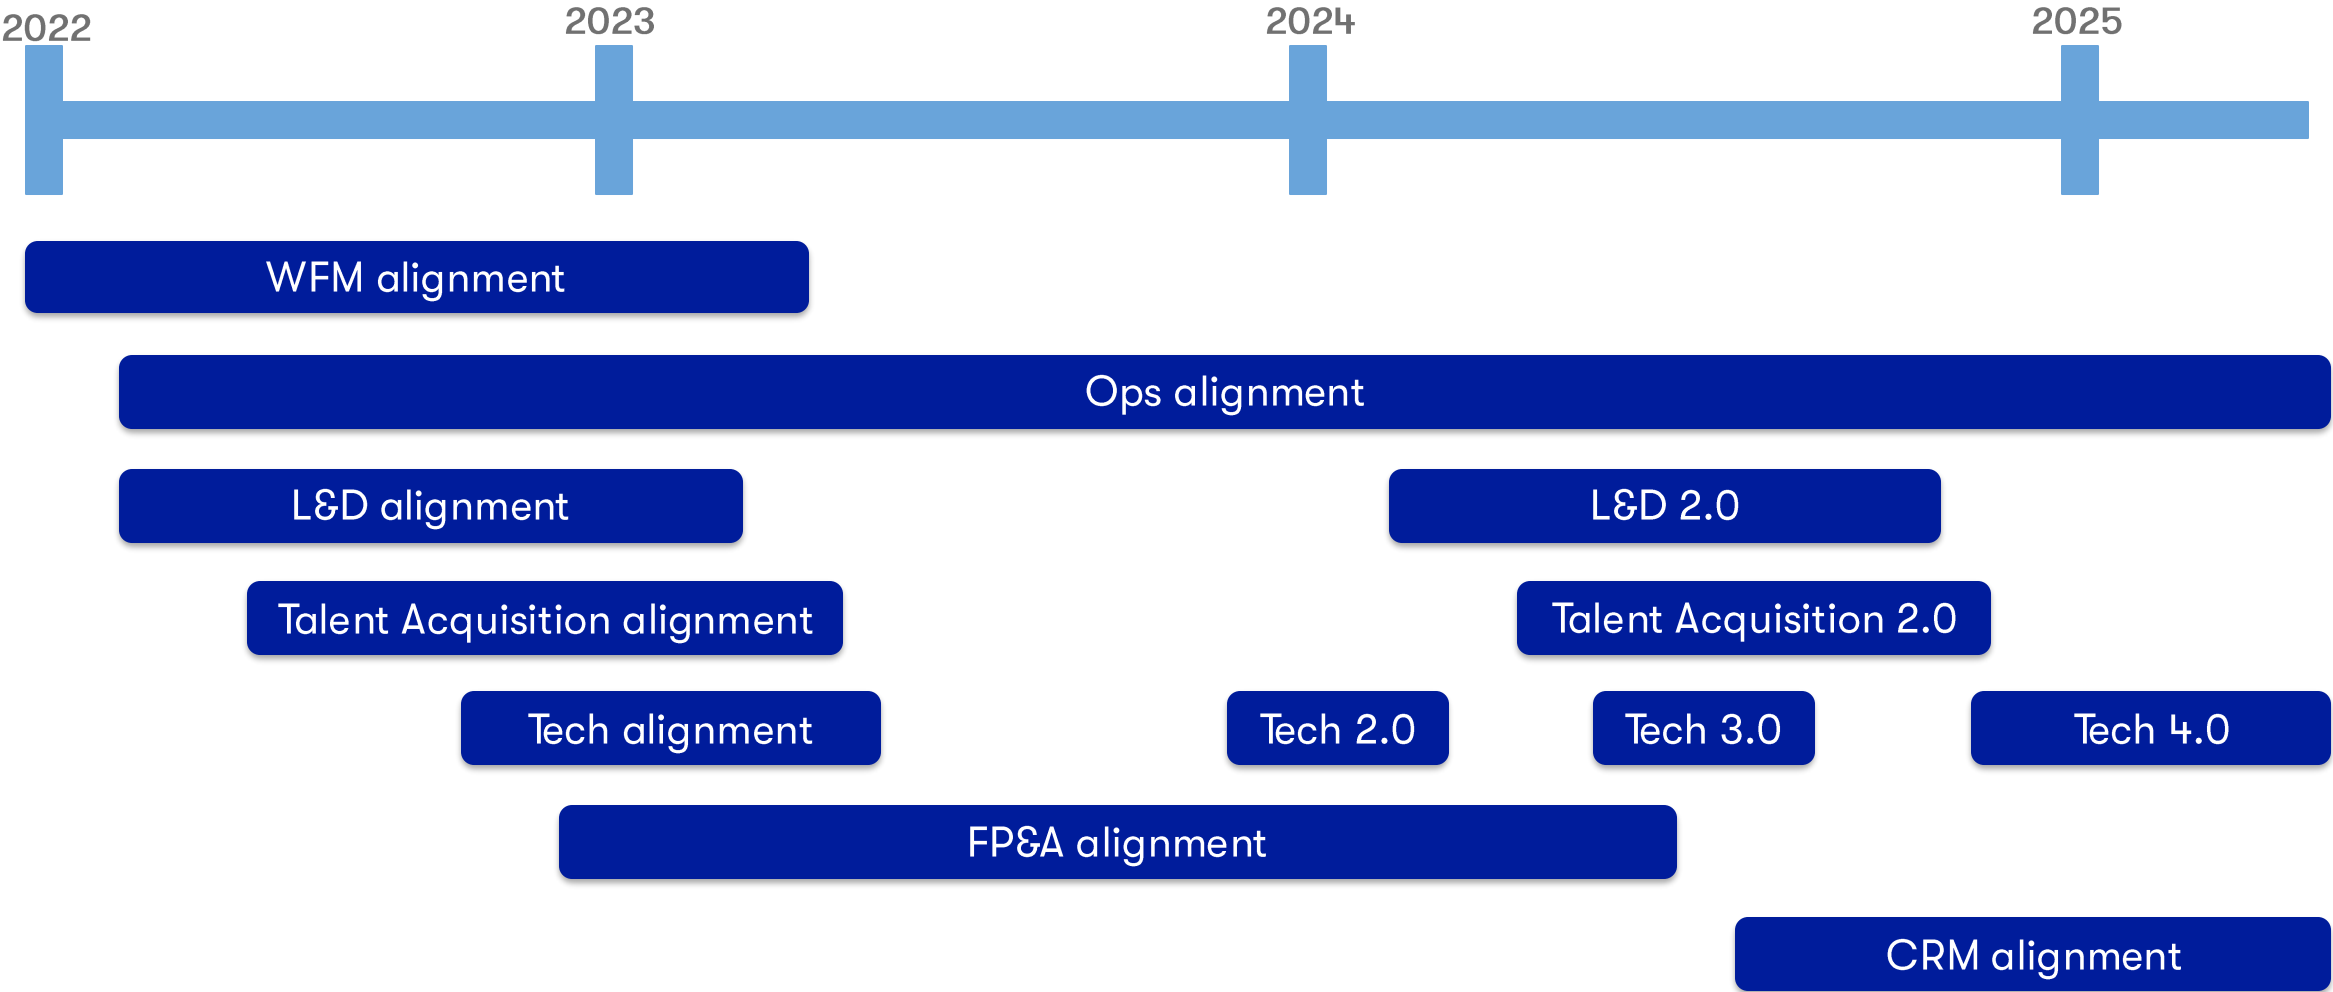 2022
2023
2024
2025
WFM alignment
Ops alignment
L&D alignment
L&D 2.0
Talent Acquisition alignment
Talent Acquisition 2.0
Tech alignment
Tech 2.0
Tech 3.0
Tech 4.0
FP&A alignment
CRM alignment